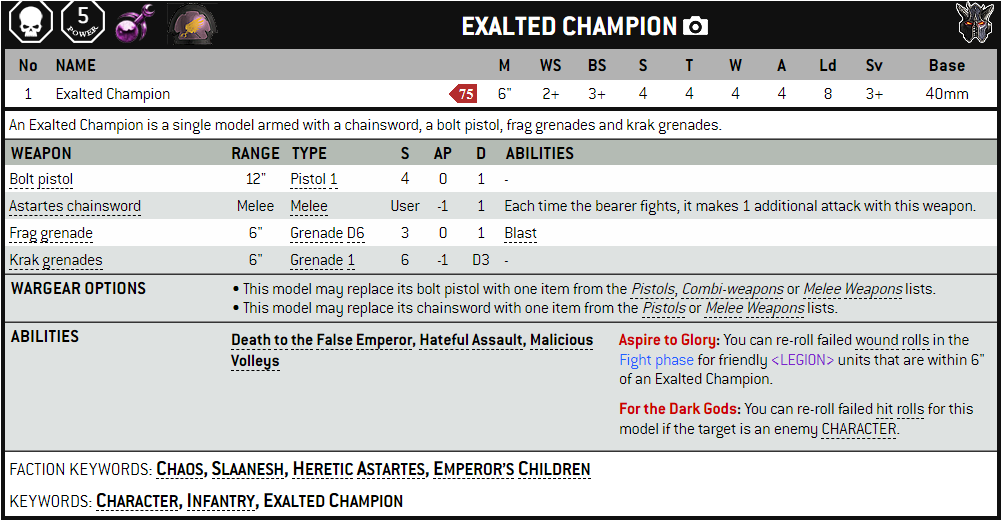 5
POWER
EXALTED CHAMPION
No NAME M WS BS S T W A Ld Sv Base
1 Exalted Champion 75 6" 2+ 3+ 4 4 4 4 8 3+ 40mm
An Exalted Champion is a single model armed with a chainsword, a bolt pistol, frag grenades and krak grenades.
WEAPON RANGE TYPE S AP D ABILITIES
Bolt pistol 12" Pistol 1 4 0 1 -
Astartes chainsword Melee Melee User -1 1 Each time the bearer fights, it makes 1 additional attack with this weapon.
Frag grenade 6" Grenade D6 3 0 1 Blast
Krak grenades 6" Grenade 1 6 -1 D3 -
WARGEAR OPTIONS • This model may replace its bolt pistol with one item from the Pistols, Combi-weapons or Melee Weapons lists.
• This model may replace its chainsword with one item from the Pistols or Melee Weapons lists.
ABILITIES
Death to the False Emperor, Hateful Assault, Malicious
Volleys
Aspire to Glory: You can re-roll failed wound rolls in the
Fight phase for friendly <LEGION> units that are within 6"
of an Exalted Champion.
For the Dark Gods: You can re-roll failed hit rolls for this
model if the target is an enemy CHARACTER.
FACTION KEYWORDS: CHAOS, SLAANESH, HERETIC ASTARTES, EMPEROR'S CHILDREN
KEYWORDS: CHARACTER, INFANTRY, EXALTED CHAMPION